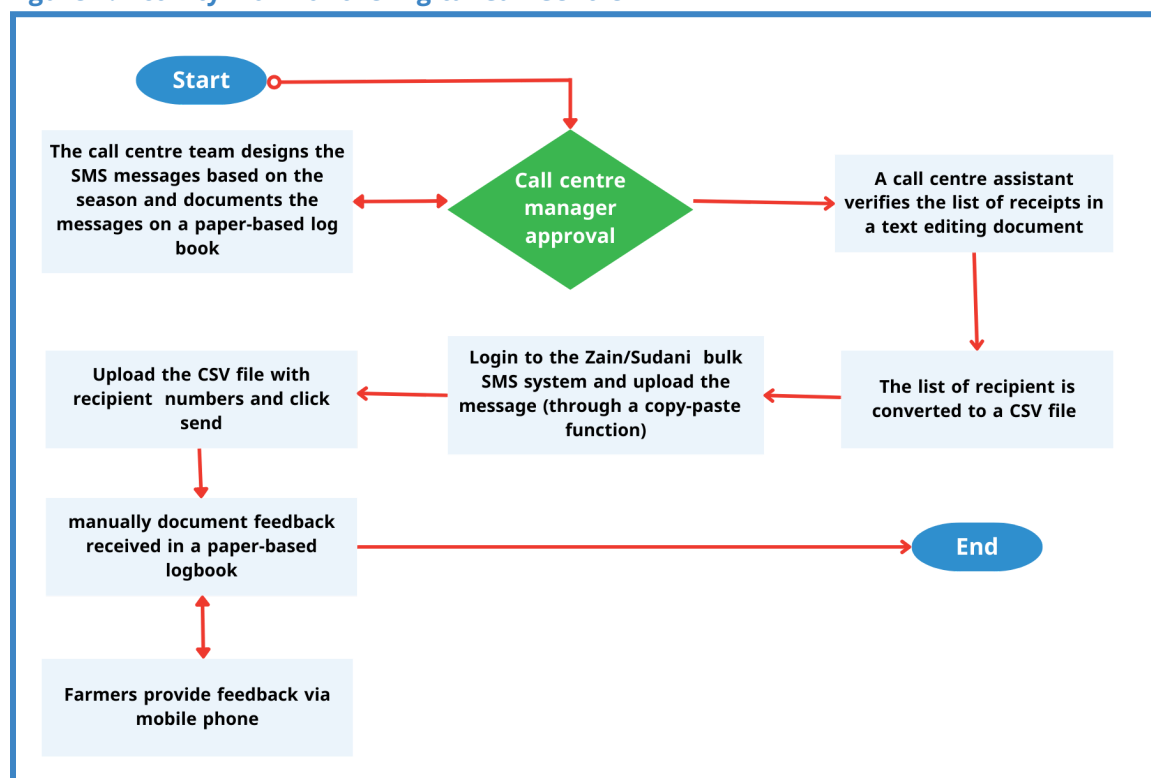 Start
The call centre team designs the
SMS messages based on the
season and documents the
messages on a paper-based log
book
Call centre
manager
approval
A call centre assistant
verifies the list of receipts in
a text editing document
The list of recipient is
converted to a CSV file
Login to the Zain/Sudani bulk
SMS system and upload the
message (through a copy-paste
function)
Upload the CSV file with
recipient numbers and click
send
manually document feedback
received in a paper-based
logbook
End
Farmers provide feedback via
mobile phone